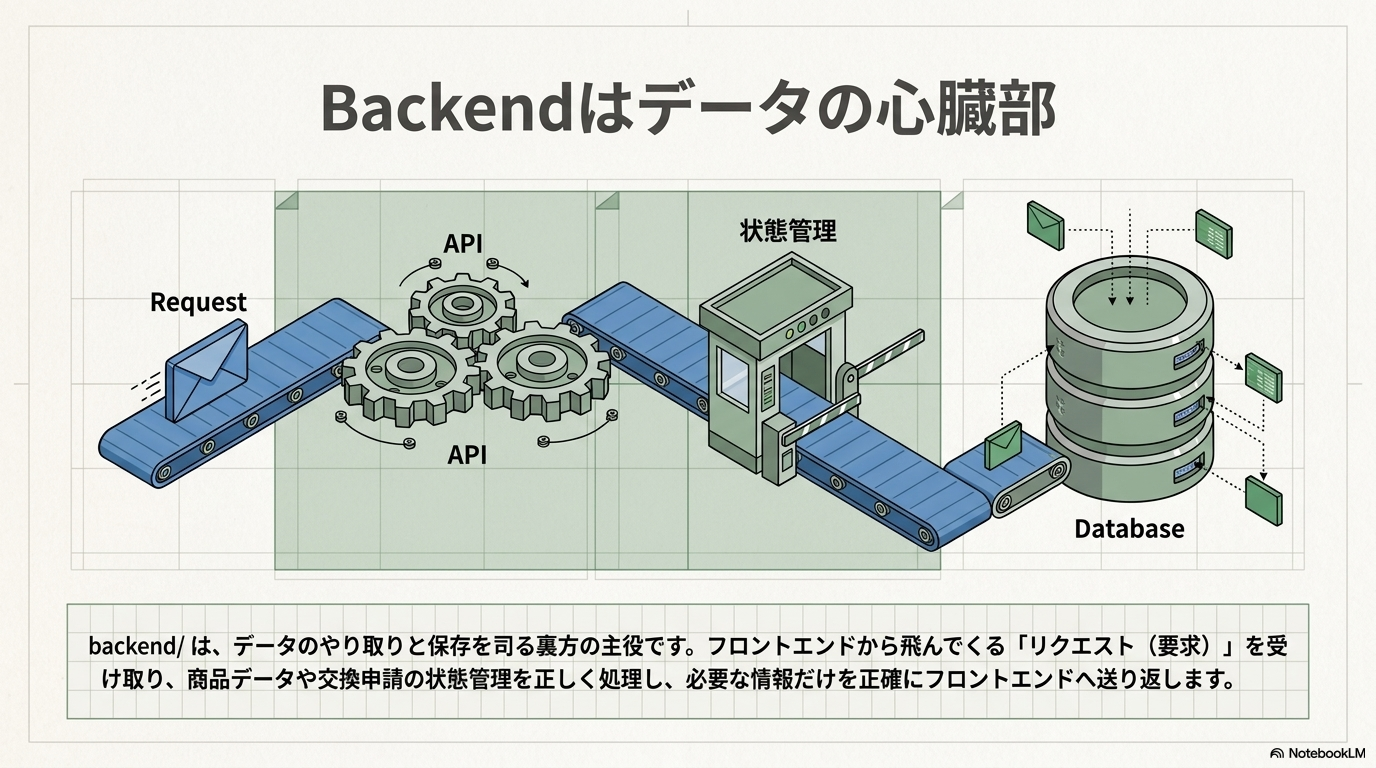 Backendはデータの心臓部
Request
API
API
状態管理
Database
backend/ は、データのやり取りと保存を司る裏方の主役です。フロントエンドから飛んでくる「リクエスト（要求）」を受
け取り、商品データや交換申請の状態管理を正しく処理し、必要な情報だけを正確にフロントエンドへ送り返します。
NotebookLM